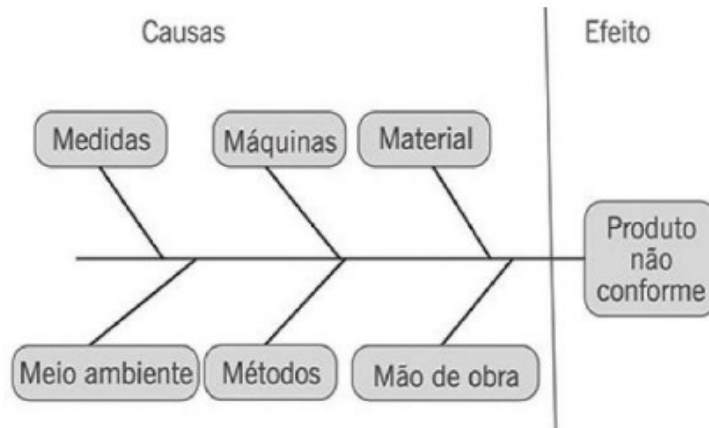 Causas
Efeito
Medidas
Máquinas
Material
Produto
não
conforme
Meio ambiente
Métodos
Mão de obra